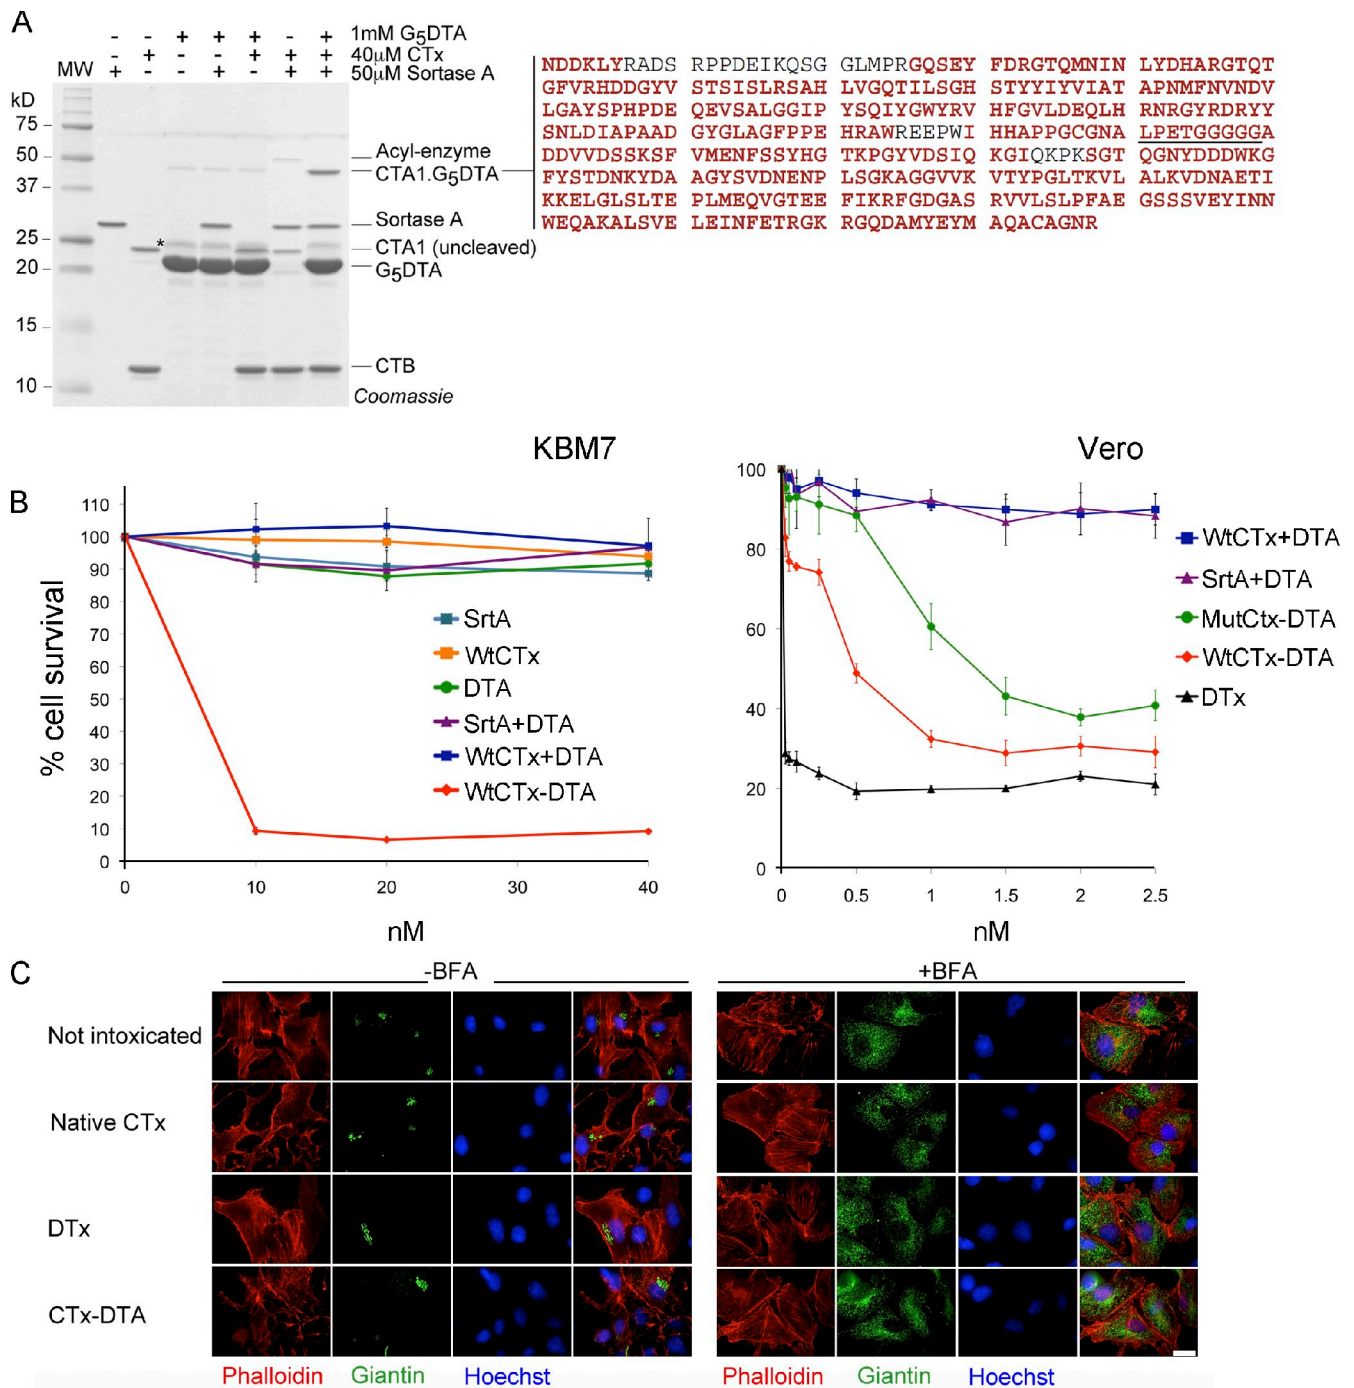 A
- - + + + - + 1mM G5DTA
- + - - + + + 40μM CTx
MW + - - + - + + 50μM Sortase A
kD
75
50
37
25
20
15
10
*
Acyl-enzyme
CTA1.G5DTA
Sortase A
CTA1 (uncleaved)
G5DTA
CTB
Coomassie
NDDKLYRADS RPPDEIKQSG GLMPRGQSEY FDRGTQMNIN LYDHARGTQT
GFVRHDDGYV STSISLRSAH LVGQTILSGH STYYIYVIAT APNMFNVNDV
LGAYSPHPDE QEVSALGGIP YSQIYGWYRV HFGVLDEQLH RNRGYRDRYY
SNLDIAPAAD GYGLAGFPPE HRAWREEPWI HHAPPGCGNA LPETGGGGGA
DDVVDSSKSF VMENFSSYHG TKPGYVDSIQ KGIQKPKSGT QGNYDDDWKG
FYSTDNKYDA AGYSVDNENP LSGKAGGVVK VTYPGLTKVL ALKVDNAETI
KKELGLSLTE PLMEQVGTEE FIKRFGDGAS RVVLSLPFAE GSSSVEYINN
WEQAKALSVE LEINFETRGK RGQDAMYEYM AQACAGNR
B
KBM7
% cell survival
110
100
90
80
70
60
50
40
30
20
10
0
0 10 20 30 40
nM
SrtA
WtCTx
DTA
SrtA+DTA
WtCTx+DTA
WtCTx-DTA
Vero
100
80
60
40
20
0
0 0.5 1 1.5 2 2.5
nM
WtCTx+DTA
SrtA+DTA
MutCtx-DTA
WtCTx-DTA
DTx
C
-BFA +BFA
Not intoxicated
Native CTx
DTx
CTx-DTA
Phalloidin Giantin Hoechst Phalloidin Giantin Hoechst